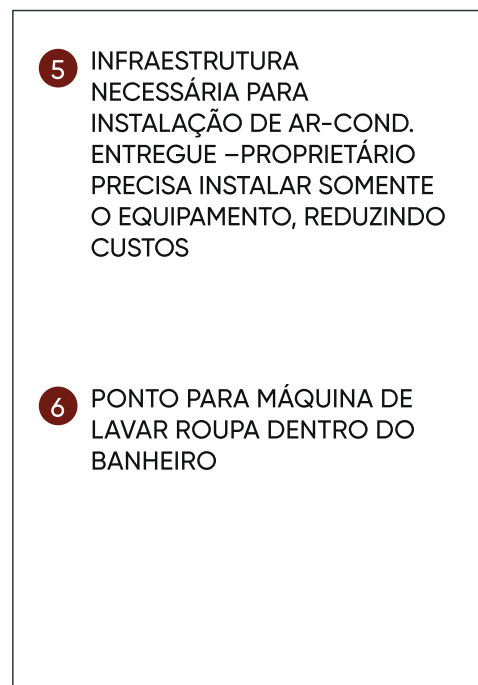 5 INFRAESTRUTURA
NECESSÁRIA PARA
INSTALAÇÃO DE AR-COND.
ENTREGUE –PROPRIETÁRIO
PRECISA INSTALAR SOMENTE
O EQUIPAMENTO, REDUZINDO
CUSTOS
6 PONTO PARA MÁQUINA DE
LAVAR ROUPA DENTRO DO
BANHEIRO